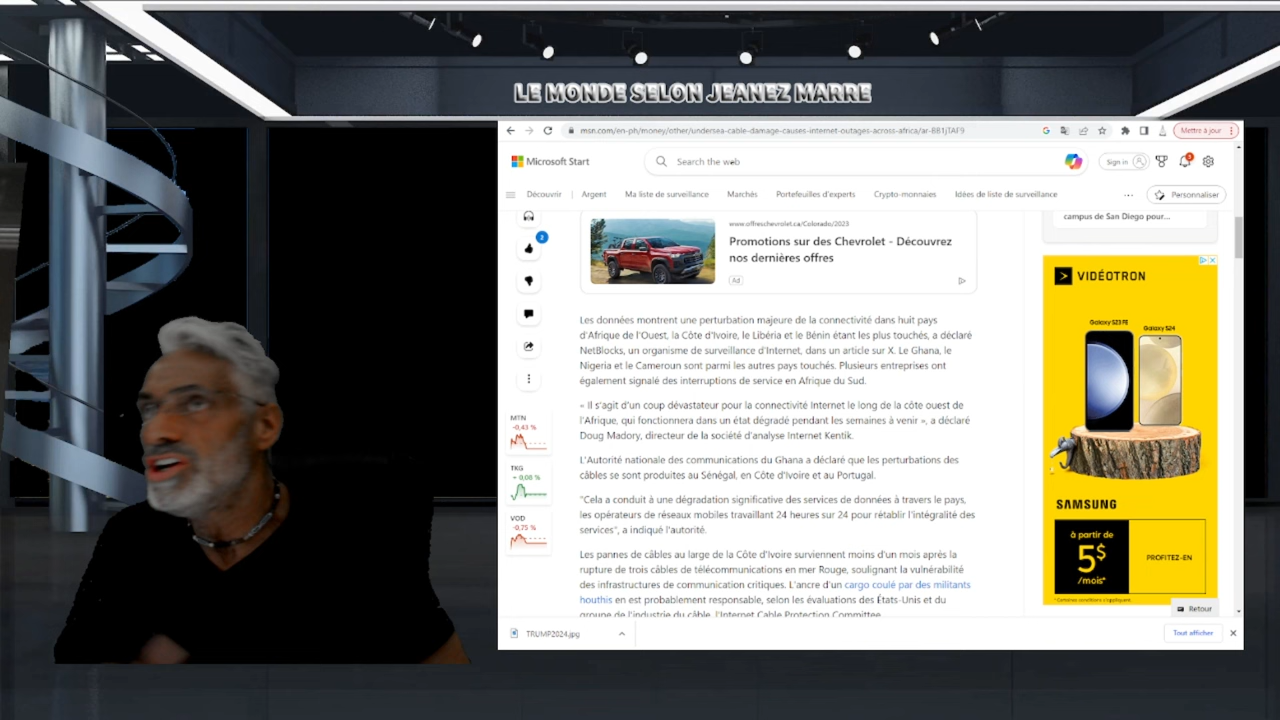 LE MONDE SELON JEANEZ MARRE
msn.com/en-ph/money/other/undersea-cable-damage-causes-internet-outages-across-africa/ar-BB1jTAF9
Mettre à jour
Microsoft Start
Search the web
Sign in
3
Découvrir
Argent
Ma liste de surveillance
Marchés
Portefeuilles d'experts
Crypto-monnaies
Idées de liste de surveillance
Personnaliser
2
www.offreschevrolet.ca/Colorado/2023
Promotions sur des Chevrolet - Découvrez
nos dernières offres
Ad
Les données montrent une perturbation majeure de la connectivité dans huit pays
d'Afrique de l'Ouest, la Côte d'Ivoire, le Libéria et le Bénin étant les plus touchés, a déclaré
NetBlocks, un organisme de surveillance d'Internet, dans un article sur X. Le Ghana, le
Nigeria et le Cameroun sont parmi les autres pays touchés. Plusieurs entreprises ont
également signalé des interruptions de service en Afrique du Sud.
« Il s'agit d'un coup dévastateur pour la connectivité Internet le long de la côte ouest de
l'Afrique, qui fonctionnera dans un état dégradé pendant les semaines à venir », a déclaré
Doug Madory, directeur de la société d'analyse Internet Kentik.
L'Autorité nationale des communications du Ghana a déclaré que les perturbations des
câbles se sont produites au Sénégal, en Côte d'Ivoire et au Portugal.
"Cela a conduit à une dégradation significative des services de données à travers le pays,
les opérateurs de réseaux mobiles travaillant 24 heures sur 24 pour rétablir l'intégralité des
services", a indiqué l'autorité.
Les pannes de câbles au large de la Côte d'Ivoire surviennent moins d'un mois après la
rupture de trois câbles de télécommunications en mer Rouge, soulignant la vulnérabilité
des infrastructures de communication critiques. L'ancre d'un cargo coulé par des militants
houthis en est probablement responsable, selon les évaluations des États-Unis et du
groupe de l'industrie du câble, l'Internet Cable Protection Committee.
MTN
-0,43 %
TKG
+ 0,08 %
VOD
-0,75 %
campus de San Diego pour...
VIDÉOTRON
Galaxy S23 FE
Galaxy S24
SAMSUNG
à partir de
5$
/mois*
PROFITEZ-EN
*Certaines conditions s'appliquent.
Retour
TRUMP2024.jpg
Tout afficher